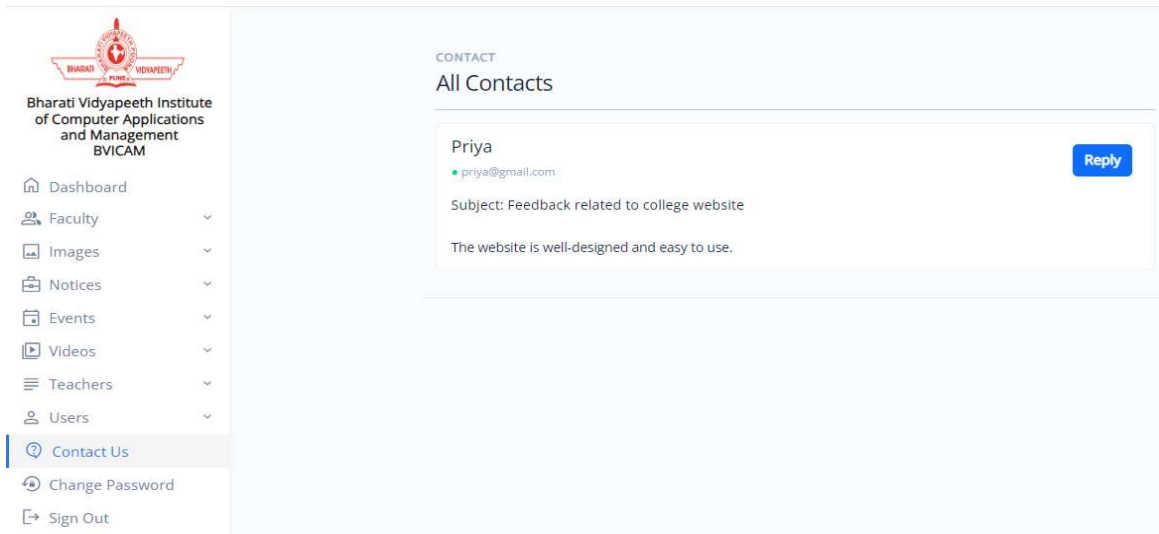 BHARATI VIDYAPEETH
PUNE
Bharati Vidyapeeth Institute
of Computer Applications
and Management
BVICAM
Dashboard
Faculty
Images
Notices
Events
Videos
Teachers
Users
Contact Us
Change Password
Sign Out
CONTACT
All Contacts
Priya
priya@gmail.com
Reply
Subject: Feedback related to college website
The website is well-designed and easy to use.